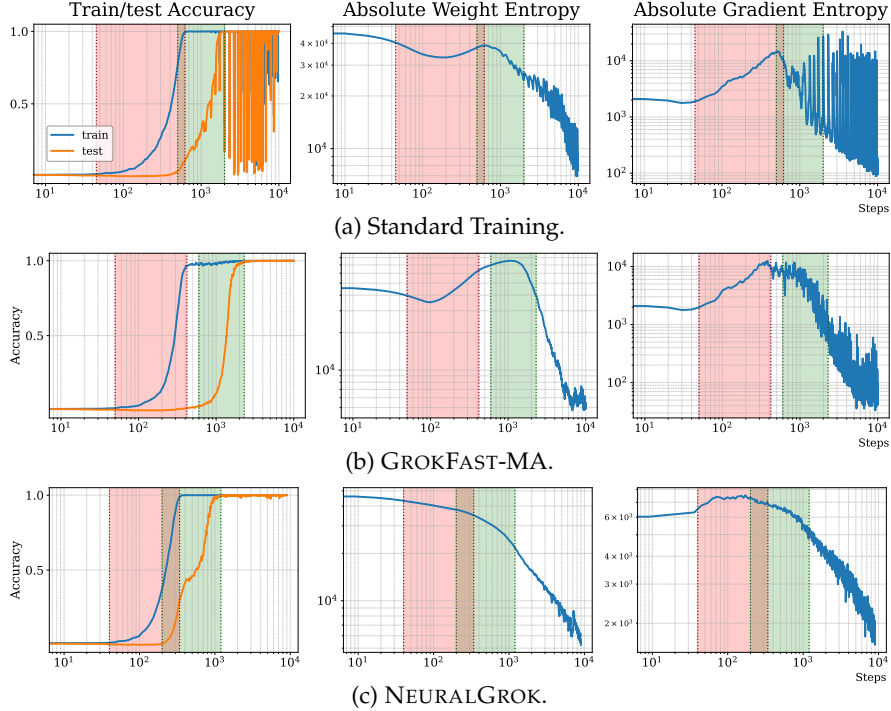 Train/test Accuracy Absolute Weight Entropy Absolute Gradient Entropy
1.0
0.5
train
test
10¹ 10² 10³ 10⁴
4 × 10⁴
3 × 10⁴
2 × 10⁴
10⁴
10¹ 10² 10³ 10⁴
10⁴
10³
10²
10¹ 10² 10³ 10⁴
Steps
(a) Standard Training.
Accuracy
1.0
0.5
10¹ 10² 10³ 10⁴
10⁴
10¹ 10² 10³ 10⁴
10⁴
10³
10²
10¹ 10² 10³ 10⁴
Steps
(b) GROKFAST-MA.
Accuracy
1.0
0.5
10¹ 10² 10³ 10⁴
10⁴
10¹ 10² 10³ 10⁴
6 × 10³
4 × 10³
3 × 10³
2 × 10³
10¹ 10² 10³ 10⁴
Steps
(c) NEURALGROK.